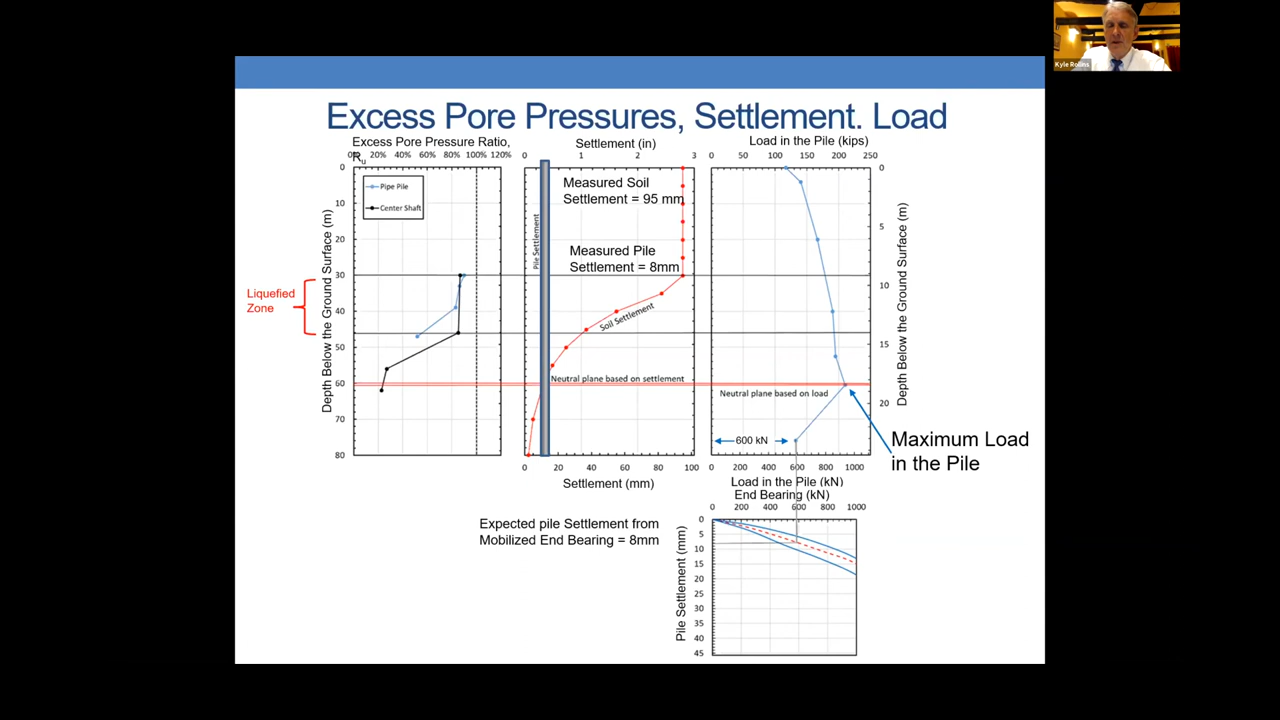 Kyle Rollins
Excess Pore Pressures, Settlement. Load
Excess Pore Pressure Ratio,
Ru
0% 20% 40% 60% 80% 100% 120%
Settlement (in)
0 1 2 3
Load in the Pile (kips)
0 50 100 150 200 250
Pipe Pile
Center Shaft
Depth Below the Ground Surface (m)
0
10
20
30
40
50
60
70
80
Liquefied
Zone
Measured Soil
Settlement = 95 mm
Measured Pile
Settlement = 8mm
Pile Settlement
Soil Settlement
Neutral plane based on settlement
0 20 40 60 80 100
Settlement (mm)
Neutral plane based on load
600 kN
0
5
10
15
20
Depth Below the Ground Surface (m)
Maximum Load
in the Pile
0 200 400 600 800 1000
Load in the Pile (kN)
End Bearing (kN)
0 200 400 600 800 1000
Expected pile Settlement from
Mobilized End Bearing = 8mm
Pile Settlement (mm)
0
5
10
15
20
25
30
35
40
45